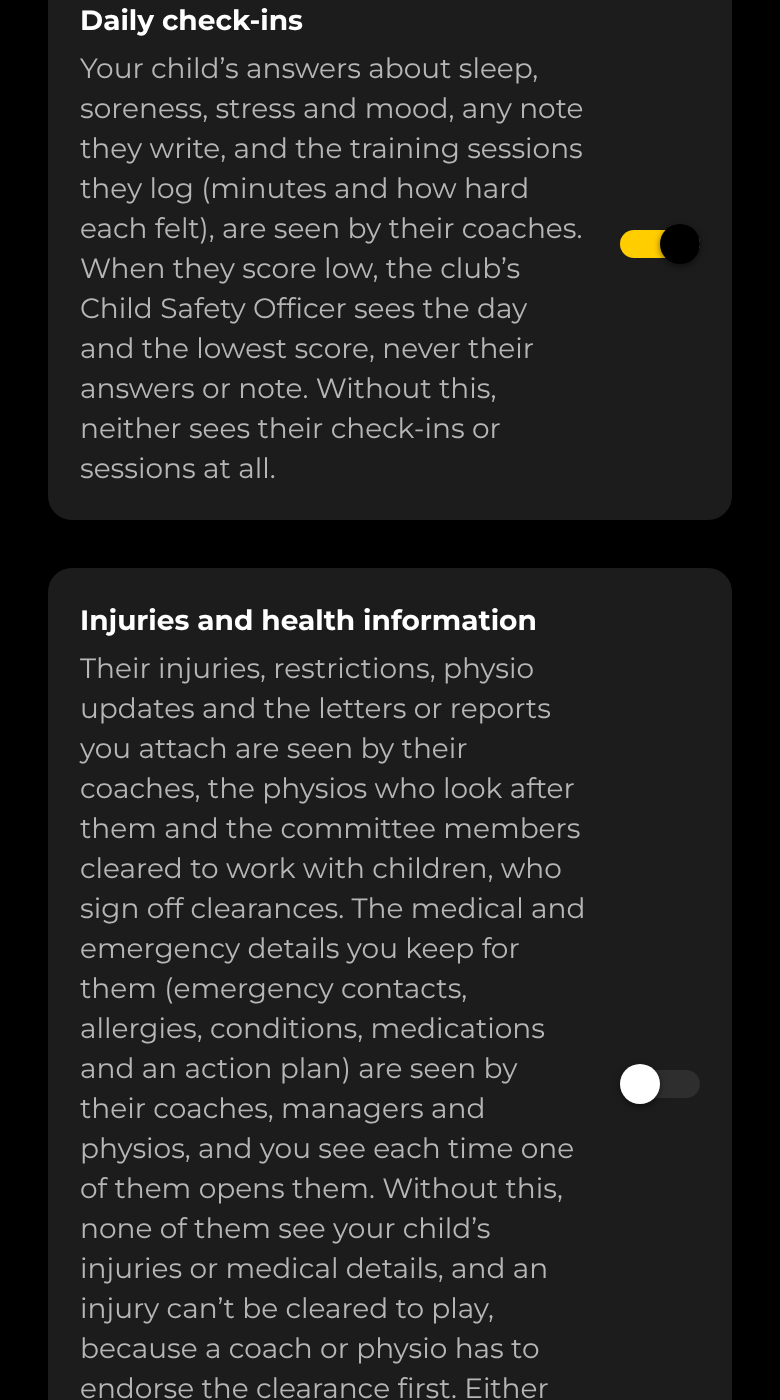 Daily check-ins
Your child’s answers about sleep,
soreness, stress and mood, any note
they write, and the training sessions
they log (minutes and how hard
each felt), are seen by their coaches.
When they score low, the club’s
Child Safety Officer sees the day
and the lowest score, never their
answers or note. Without this,
neither sees their check-ins or
sessions at all.
Injuries and health information
Their injuries, restrictions, physio
updates and the letters or reports
you attach are seen by their
coaches, the physios who look after
them and the committee members
cleared to work with children, who
sign off clearances. The medical and
emergency details you keep for
them (emergency contacts,
allergies, conditions, medications
and an action plan) are seen by
their coaches, managers and
physios, and you see each time one
of them opens them. Without this,
none of them see your child’s
injuries or medical details, and an
injury can’t be cleared to play,
because a coach or physio has to
endorse the clearance first. Either